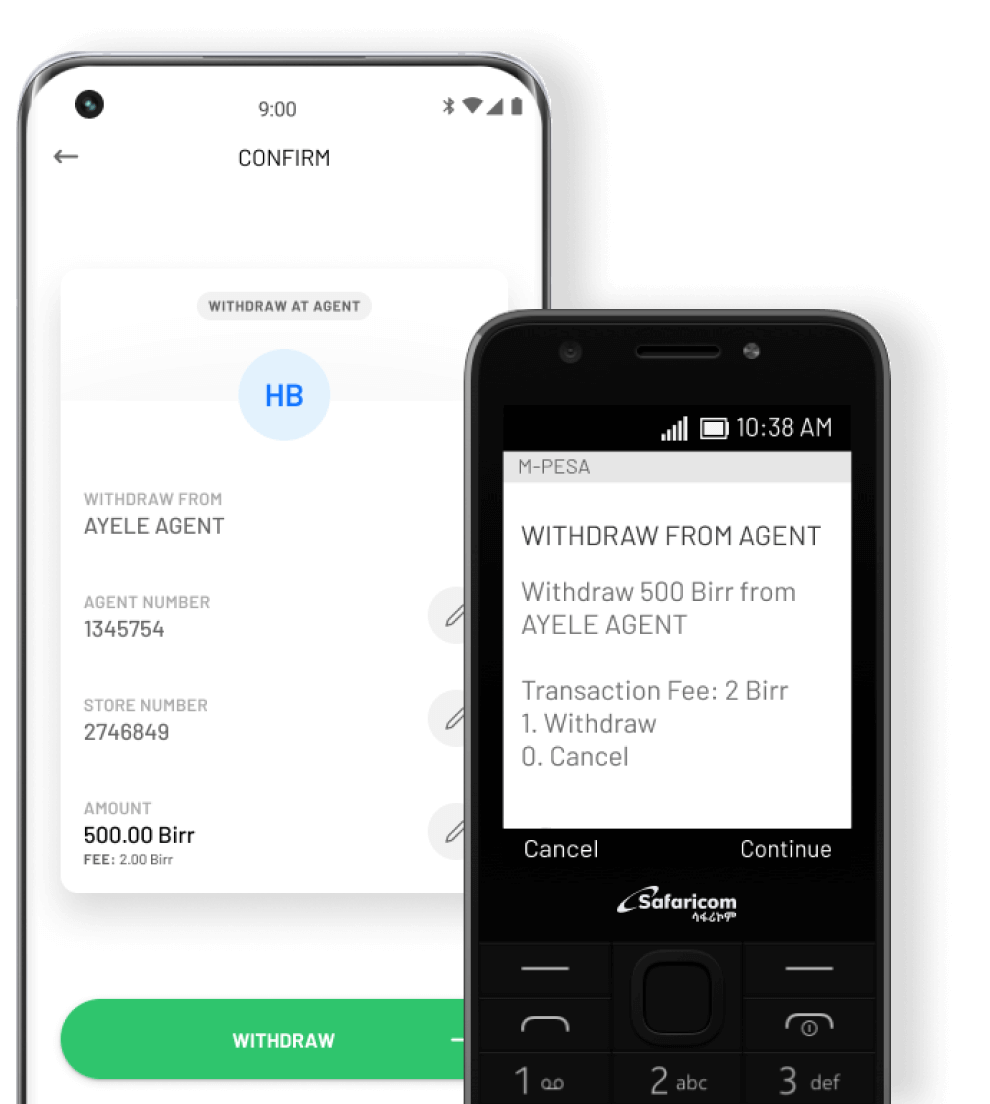 9:00
CONFIRM
WITHDRAW AT AGENT
HB
WITHDRAW FROM
AYELE AGENT
AGENT NUMBER
1345754
STORE NUMBER
2746849
AMOUNT
500.00 Birr
FEE: 2.00 Birr
WITHDRAW
10:38 AM
M-PESA
WITHDRAW FROM AGENT
Withdraw 500 Birr from
AYELE AGENT
Transaction Fee: 2 Birr
1. Withdraw
0. Cancel
Cancel Continue
Safaricom
ሳፋሪኮም
1 2 abc 3 def